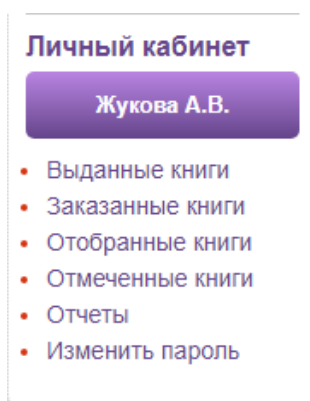 Личный кабинет
Жукова А.В.
Выданные книги
Заказанные книги
Отобранные книги
Отмеченные книги
Отчеты
Изменить пароль